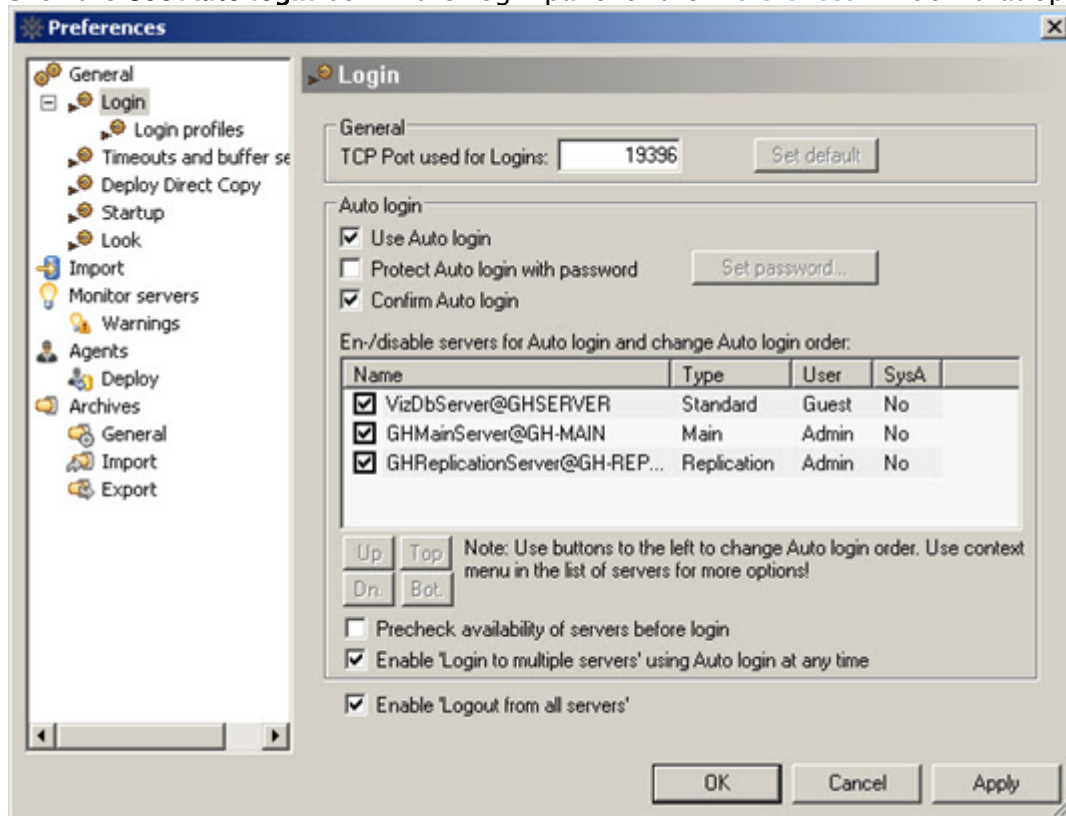 Preferences
General
Login
Login profiles
Timeouts and buffer se
Deploy Direct Copy
Startup
Look
Import
Monitor servers
Warnings
Agents
Deploy
Archives
General
Import
Export
Login
General
TCP Port used for Logins: 19396 Set default
Auto login
Use Auto login
Protect Auto login with password Set password...
Confirm Auto login
En-/disable servers for Auto login and change Auto login order:
Name Type User SysA
VizDbServer@GHSERVER Standard Guest No
GHMainServer@GH-MAIN Main Admin No
GHReplicationServer@GH-REP... Replication Admin No
Up Top Note: Use buttons to the left to change Auto login order. Use context
Dn. Bot. menu in the list of servers for more options!
Precheck availability of servers before login
Enable 'Login to multiple servers' using Auto login at any time
Enable 'Logout from all servers'
OK Cancel Apply